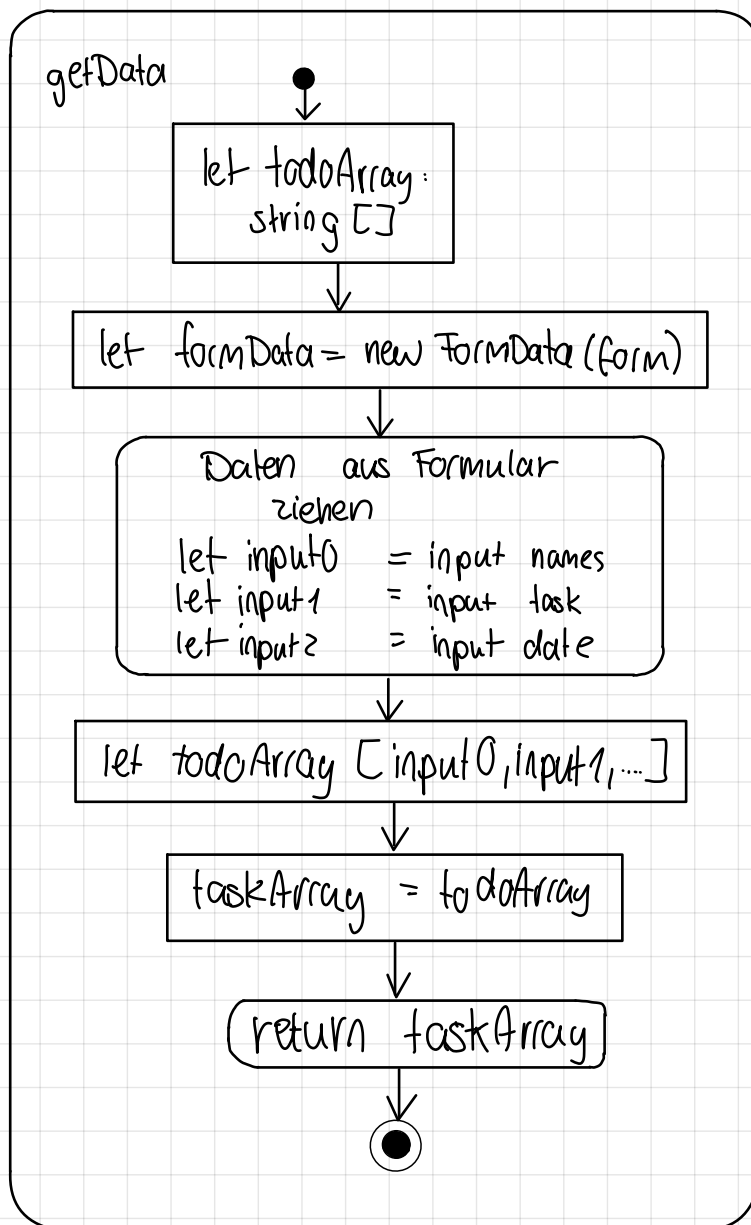 getData
let todoArray:
string []
let formData = new FormData (form)
Daten aus Formular
ziehen
let input0 = input names
let input1 = input task
let input2 = input date
let todoArray [input0, input1, ....]
taskArray = todoArray
return taskArray